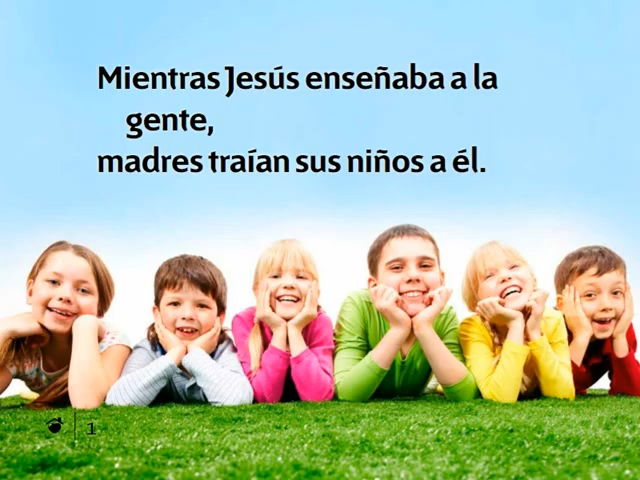 Mientras Jesús enseñaba a la
gente,
madres traían sus niños a él.
1